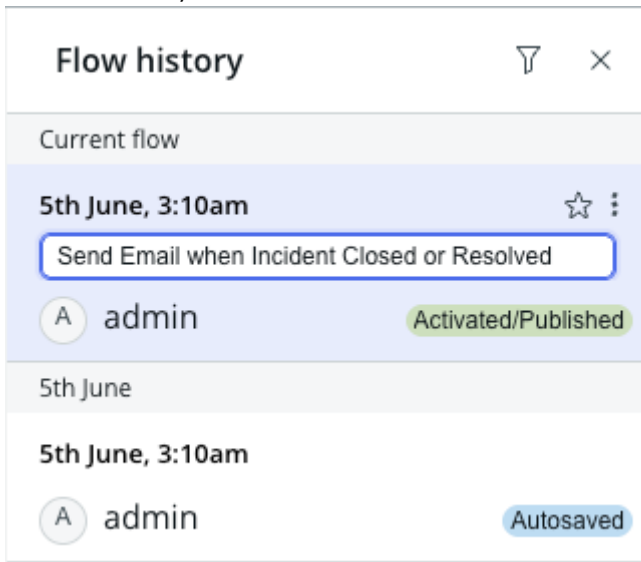 Flow history
Current flow
5th June, 3:10am
Send Email when Incident Closed or Resolved
A admin Activated/Published
5th June
5th June, 3:10am
A admin Autosaved